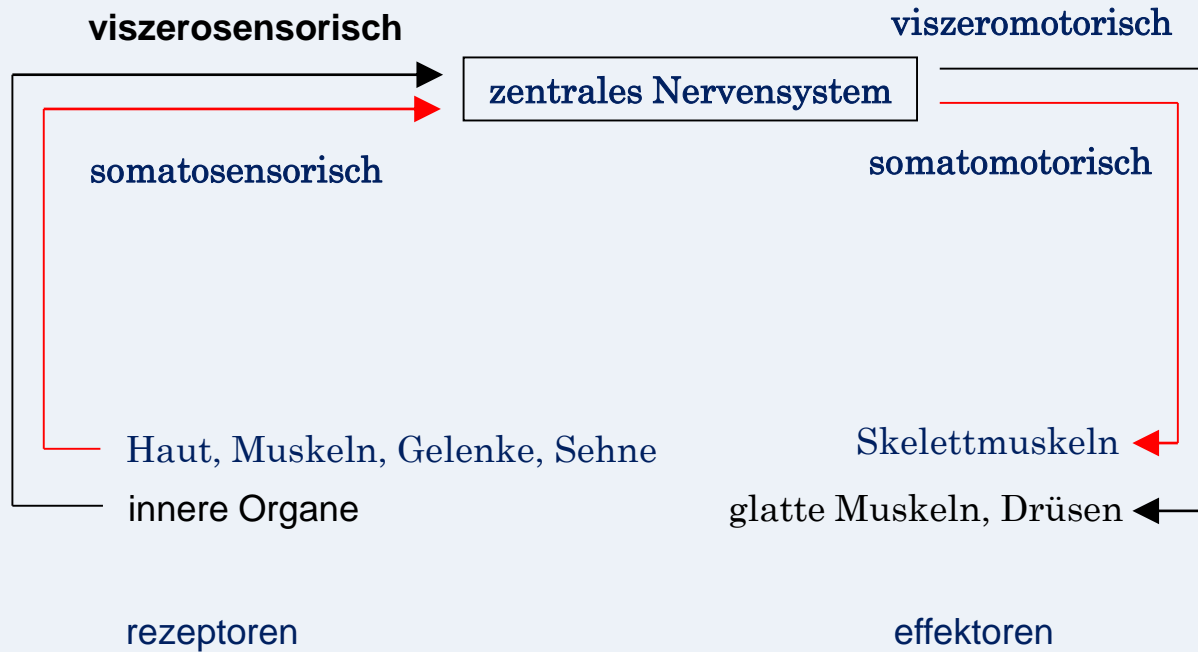 viszerosensorisch
viszeromotorisch
zentrales Nervensystem
somatosensorisch
somatomotorisch
Haut, Muskeln, Gelenke, Sehne
Skelettmuskeln
innere Organe
glatte Muskeln, Drüsen
rezeptoren
effektoren